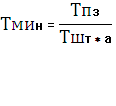 Тмин = Тпз
Тшт * а